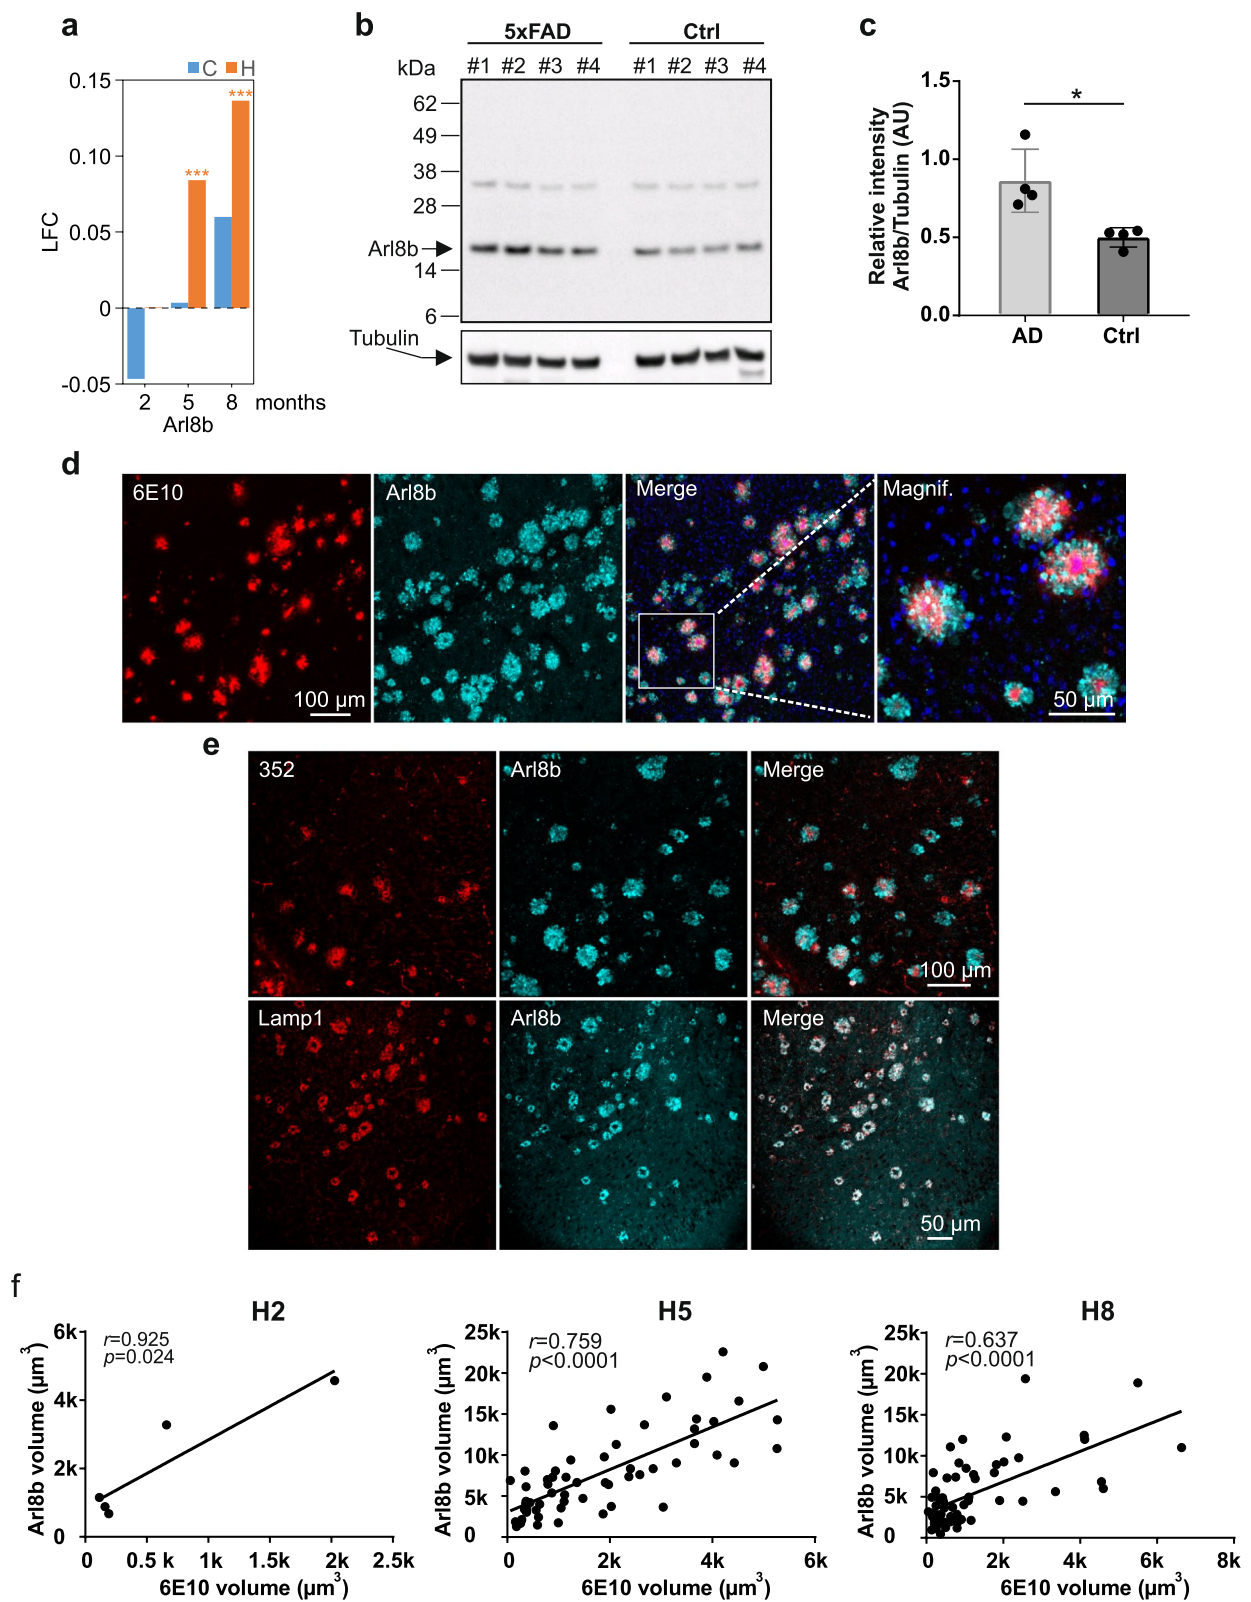 a
C H
0.15
0.10
0.05
0
-0.05
LFC
***
***
2 5 8 months
Arl8b
b
5xFAD Ctrl
kDa #1 #2 #3 #4 #1 #2 #3 #4
62
49
38
28
Arl8b
14
6
Tubulin
c
Relative intensity
Arl8b/Tubulin (AU)
1.5
1.0
0.5
0.0
*
AD Ctrl
d
6E10 Arl8b Merge Magnif.
100 µm 50 µm
e
352 Arl8b Merge
100 µm
Lamp1 Arl8b Merge
50 µm
f
H2
r=0.925
p=0.024
Arl8b volume (µm³)
6k
4k
2k
0
0 0.5 k 1k 1.5k 2k 2.5k
6E10 volume (µm³)
H5
r=0.759
p<0.0001
Arl8b volume (µm³)
25k
20k
15k
10k
5k
0
0 2k 4k 6k
6E10 volume (µm³)
H8
r=0.637
p<0.0001
Arl8b volume (µm³)
25k
20k
15k
10k
5k
0
0 2k 4k 6k 8k
6E10 volume (µm³)